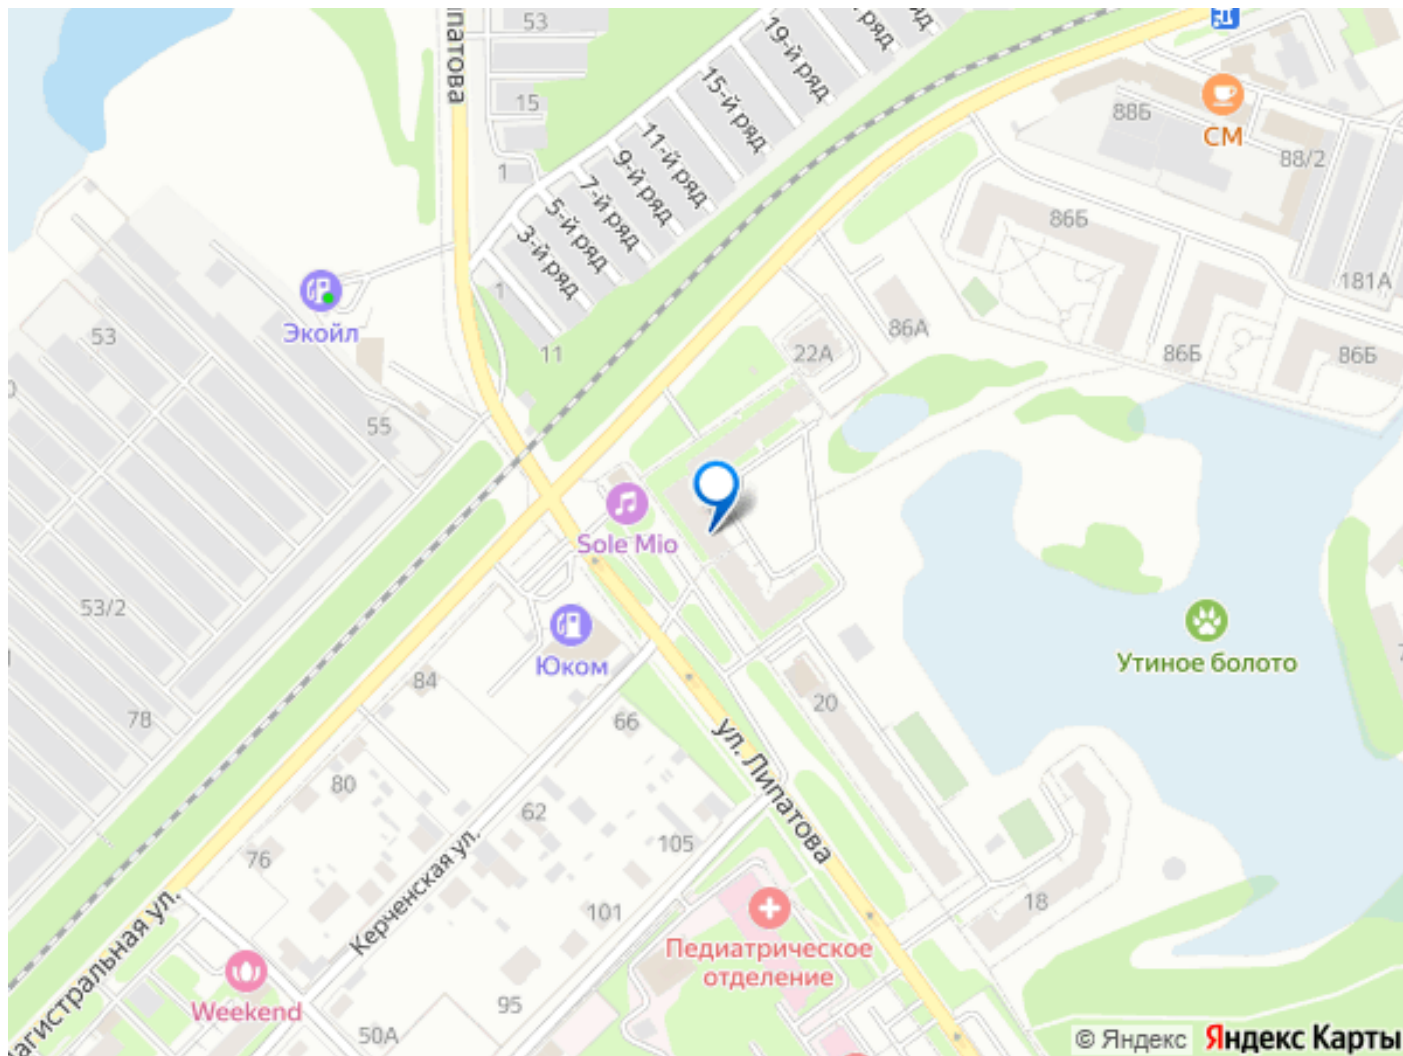 53
Липатова
19-й ряд
ряд
15
15-й ряд
88Б
СМ
88/2
11-й ряд
9-й ряд
1
7-й ряд
5-й ряд
3-й ряд
86Б
1
181А
Экойл
53
86А
11
22А
86Б
86Б
55
Sole Mio
53/2
Юком
Утиное болото
84
78
66
20
ул. Липатова
80
62
105
76
Керченская ул.
101
18
Педиатрическое
отделение
агистральная ул.
Weekend
95
50А
© Яндекс
Яндекс Карты